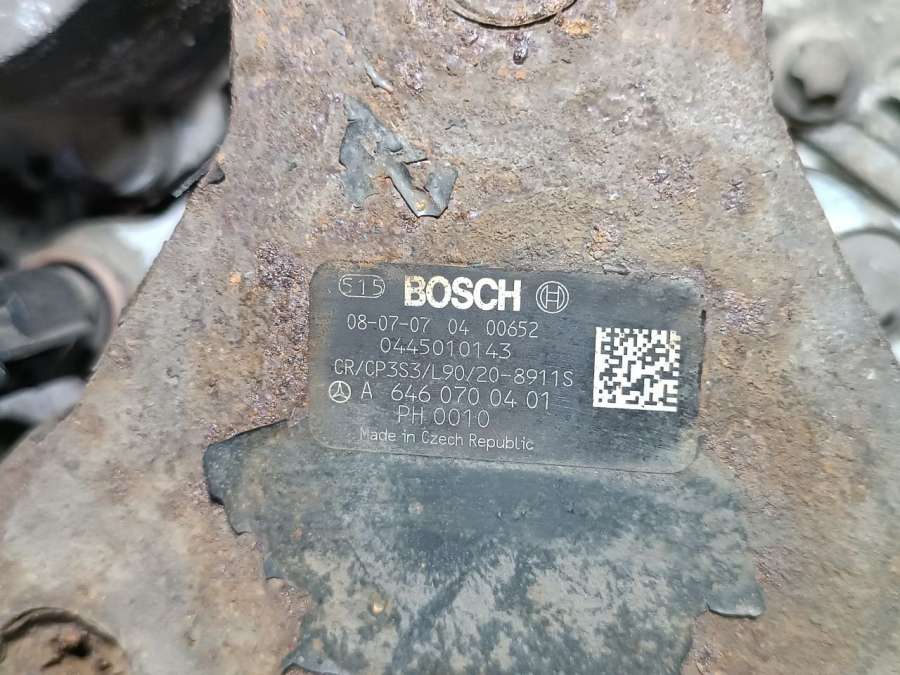 515 BOSCH
08-07-07 04 00652
0445010143
CR/CP3S3/L90/20-8911S
A 646 070 04 01
PH 0010
Made in Czech Republic